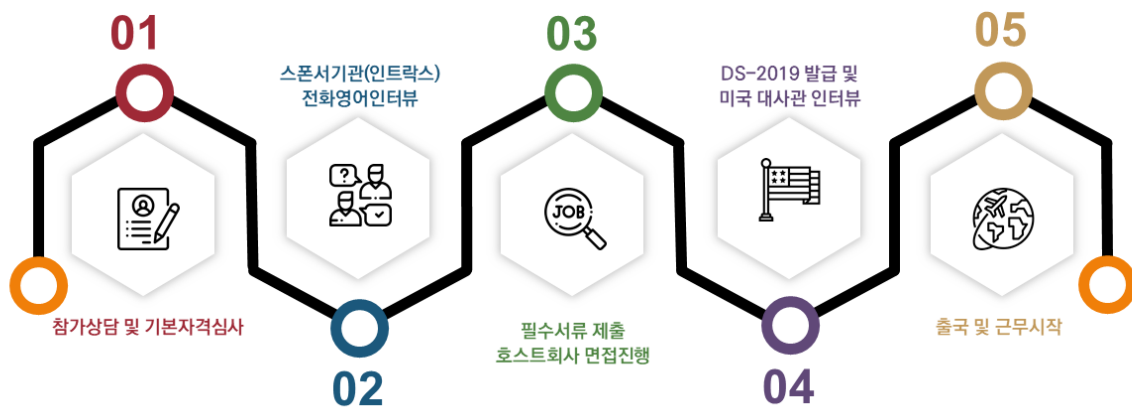 01
참가상담 및 기본자격심사
스폰서기관(인트락스)
전화영어인터뷰
?
02
03
JOB
필수서류 제출
호스트회사 면접진행
DS-2019 발급 및
미국 대사관 인터뷰
04
05
출국 및 근무시작